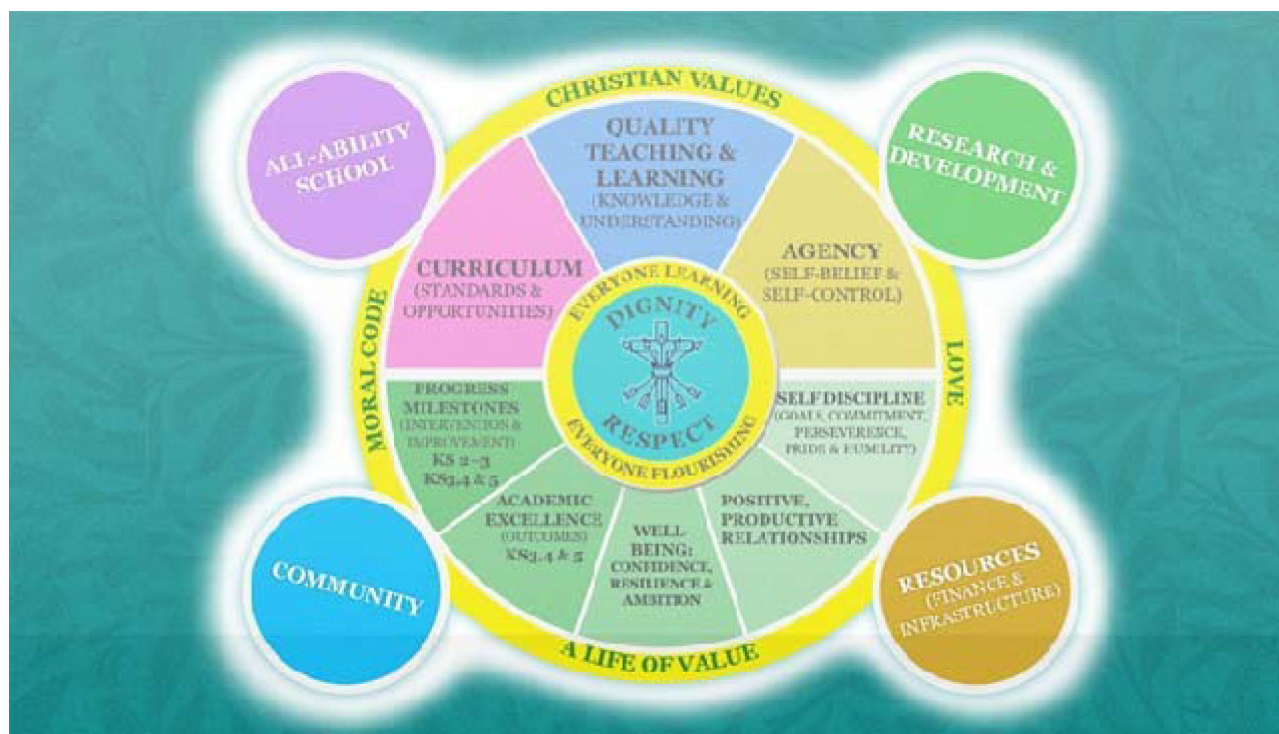 CHRISTIAN VALUES
ALL-ABILITY
SCHOOL
RESEARCH &
DEVELOPMENT
QUALITY
TEACHING &
LEARNING
(KNOWLEDGE &
UNDERSTANDING)
CURRICULUM
(STANDARDS &
OPPORTUNITIES)
AGENCY
(SELF-BELIEF &
SELF-CONTROL)
EVERYONE LEARNING
DIGNITY
RESPECT
EVERYONE FLOURISHING
MORAL CODE
LOVE
PROGRESS
MILESTONES
(INTERVENTION &
IMPROVEMENT)
KS 2–3
KS3,4 & 5
ACADEMIC
EXCELLENCE
(OUTCOMES)
KS3,4 & 5
WELL
BEING:
CONFIDENCE,
RESILIENCE &
AMBITION
POSITIVE,
PRODUCTIVE
RELATIONSHIPS
SELF DISCIPLINE
(GOALS, COMMITMENT,
PERSEVERENCE,
PRIDE & HUMILITY)
COMMUNITY
RESOURCES
(FINANCE &
INFRASTRUCTURE)
A LIFE OF VALUE